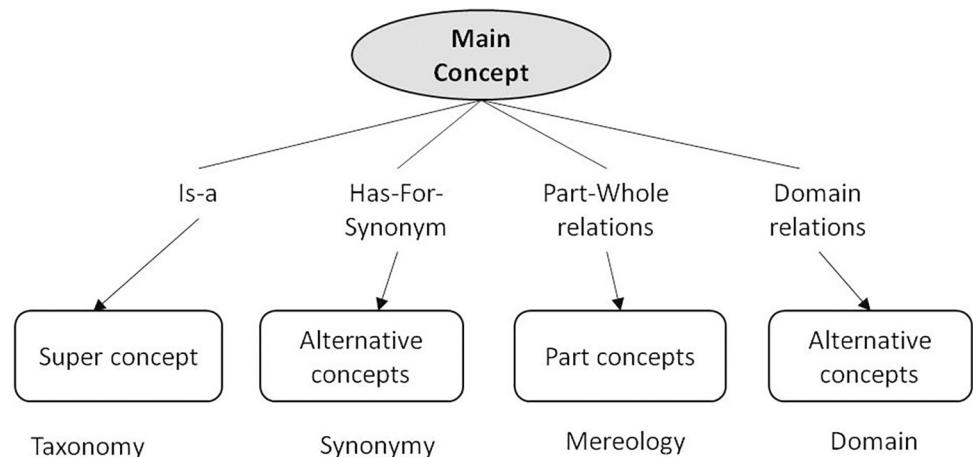 Main
Concept
Is-a
Has-For-
Synonym
Part-Whole
relations
Domain
relations
Super concept
Alternative
concepts
Part concepts
Alternative
concepts
Taxonomy
Synonymy
Mereology
Domain